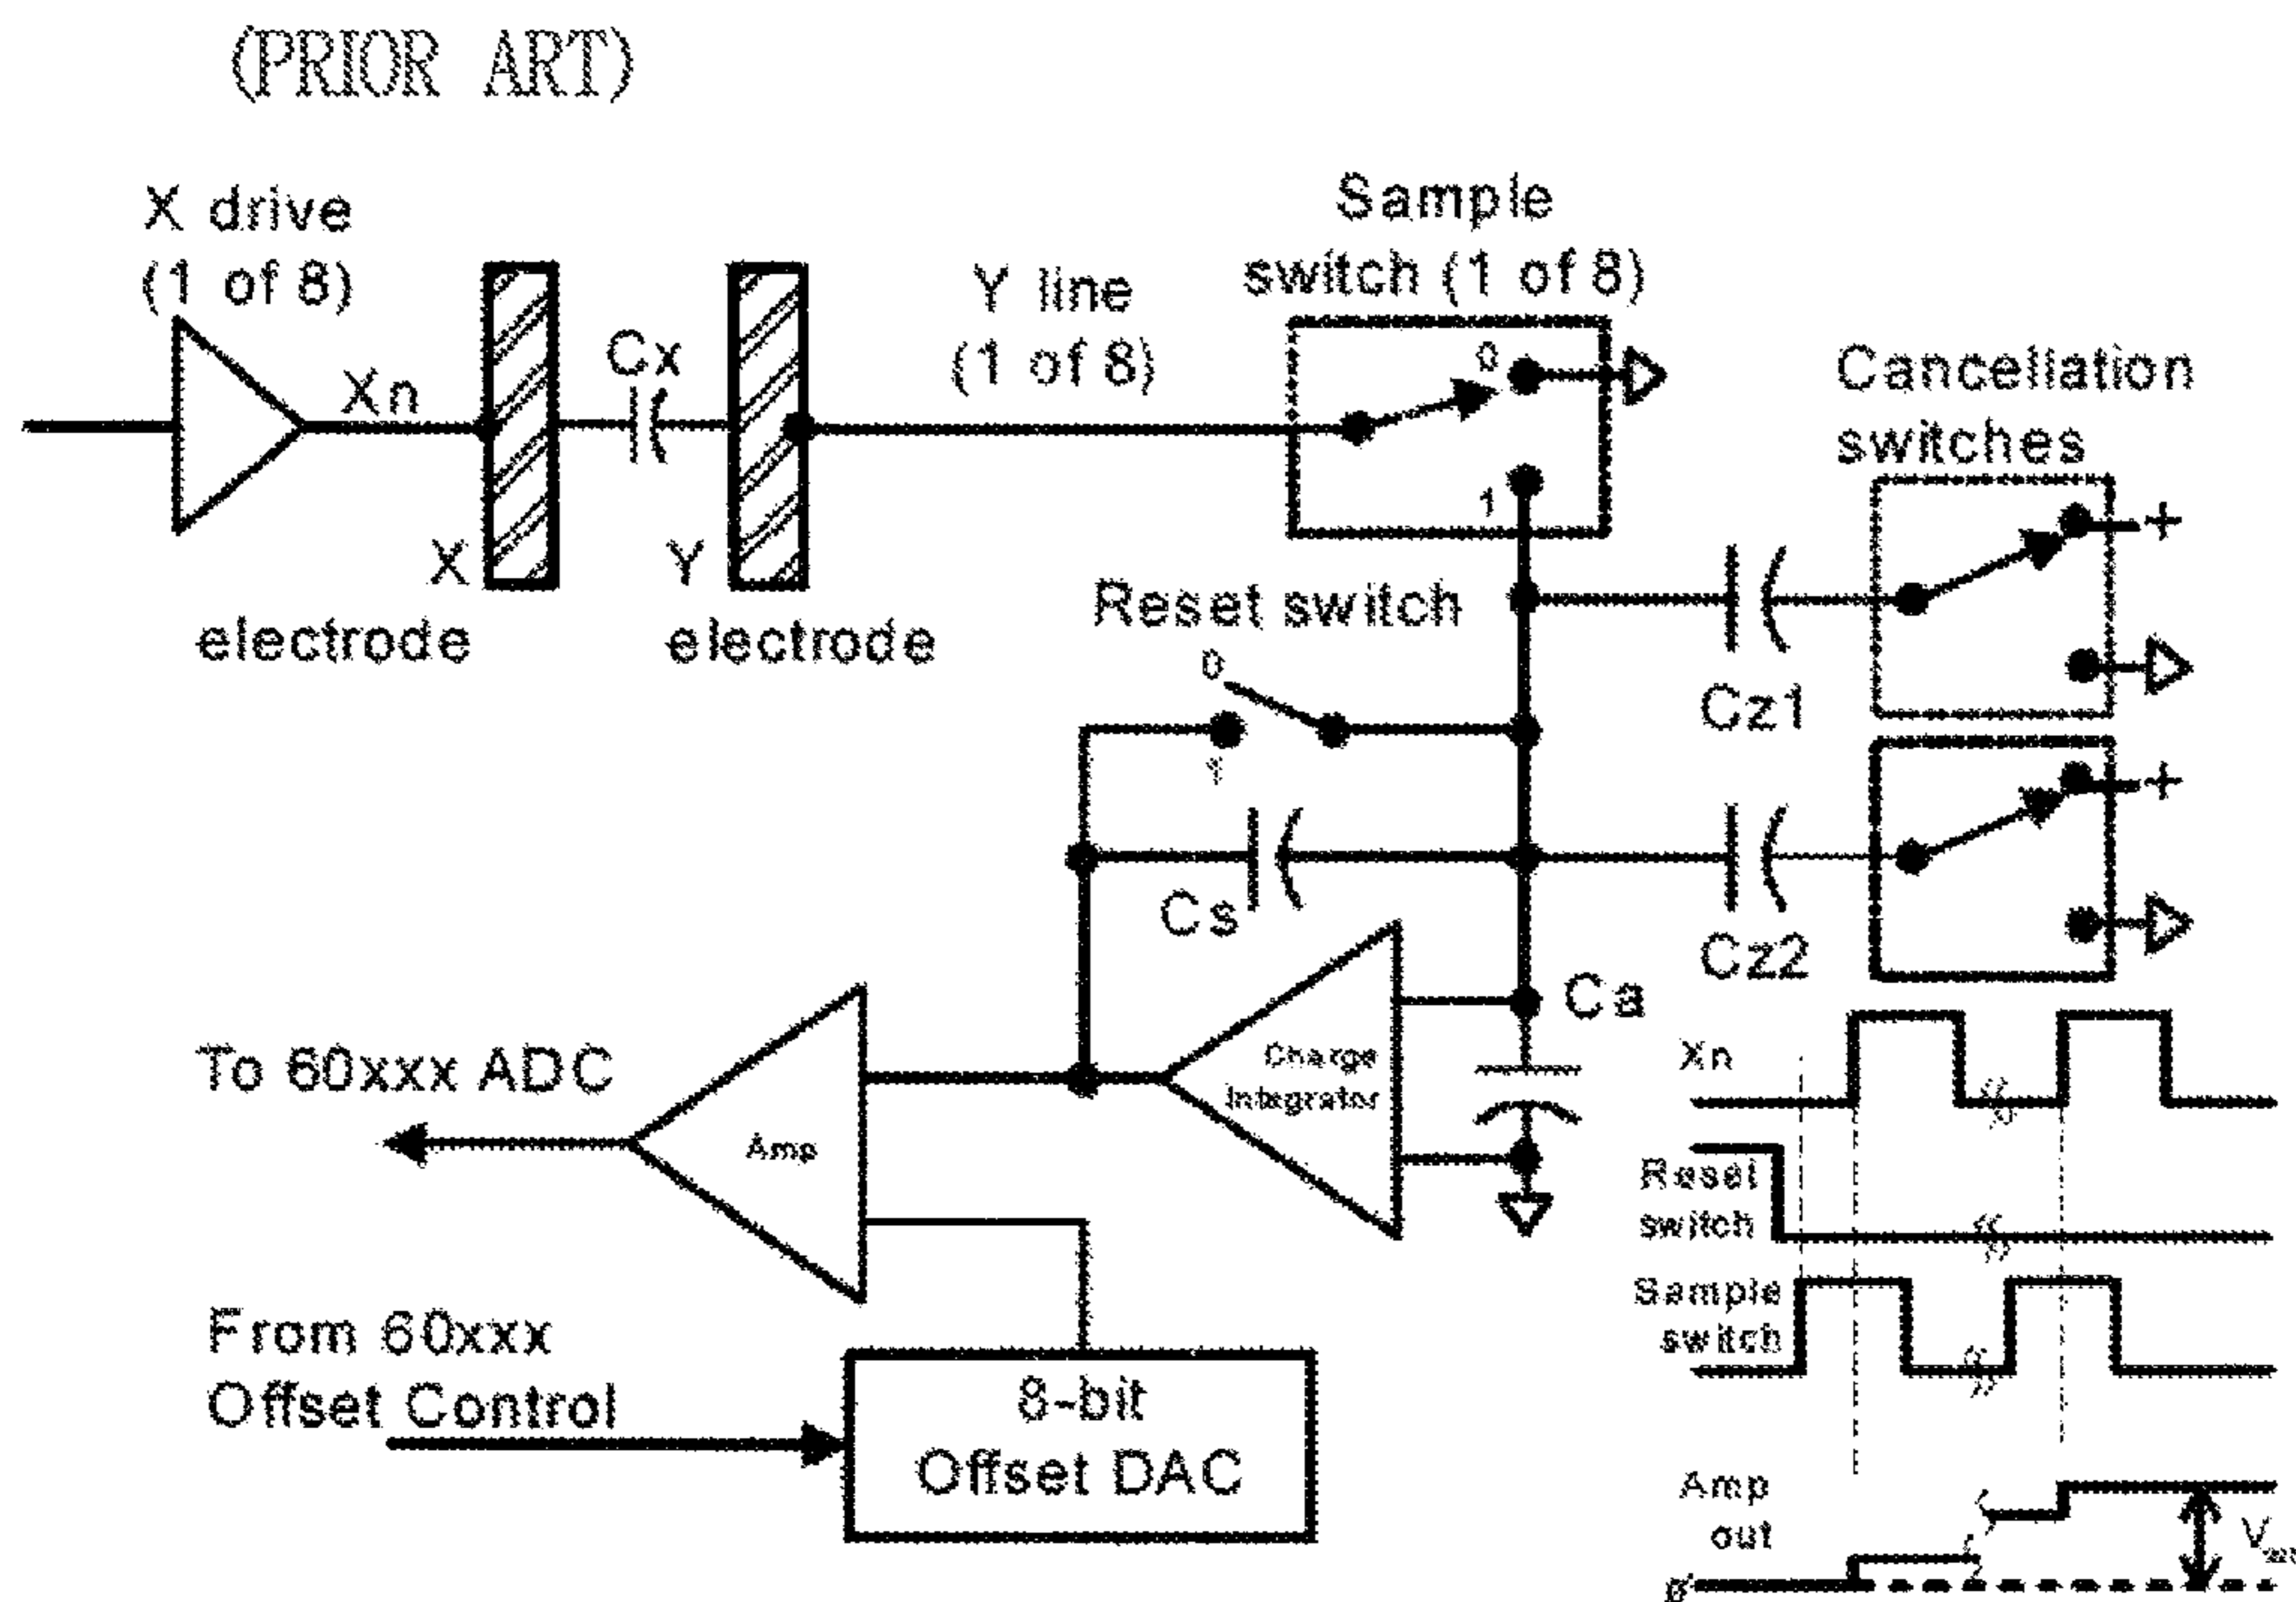 (PRIOR ART)
X drive
(1 of 8)
Xn
Cx
X
electrode
Y
electrode
Y line
(1 of 8)
Sample
switch (1 of 8)
0
1
Cancellation
switches
+
Cz1
+
Cz2
Reset switch
0
1
Cs
Ca
Charge
Integrator
Amp
To 60xxx ADC
From 60xxx
Offset Control
8-bit
Offset DAC
Xn
Reset
switch
Sample
switch
Amp
out